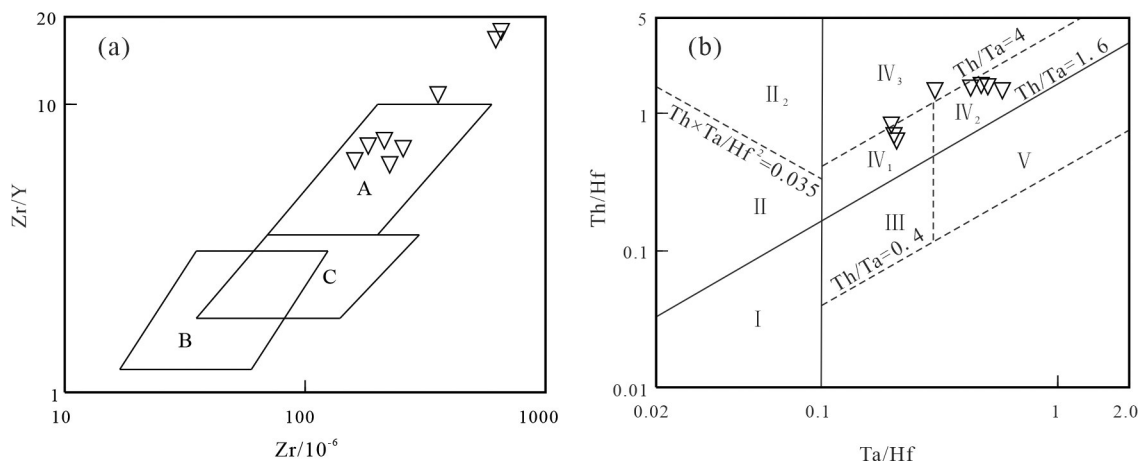 (a)
20
10
1
Zr/Y
A
B
C
10
100
1000
Zr/10⁻⁶
(b)
5
1
0.1
0.01
Th/Hf
Ⅱ₂
Ⅳ₃
Th/Ta=4
Th/Ta=1.6
Th×Ta/Hf²=0.035
Ⅳ₂
Ⅳ₁
Ⅴ
Ⅱ
Ⅲ
Th/Ta=0.4
Ⅰ
0.02
0.1
1
2.0
Ta/Hf